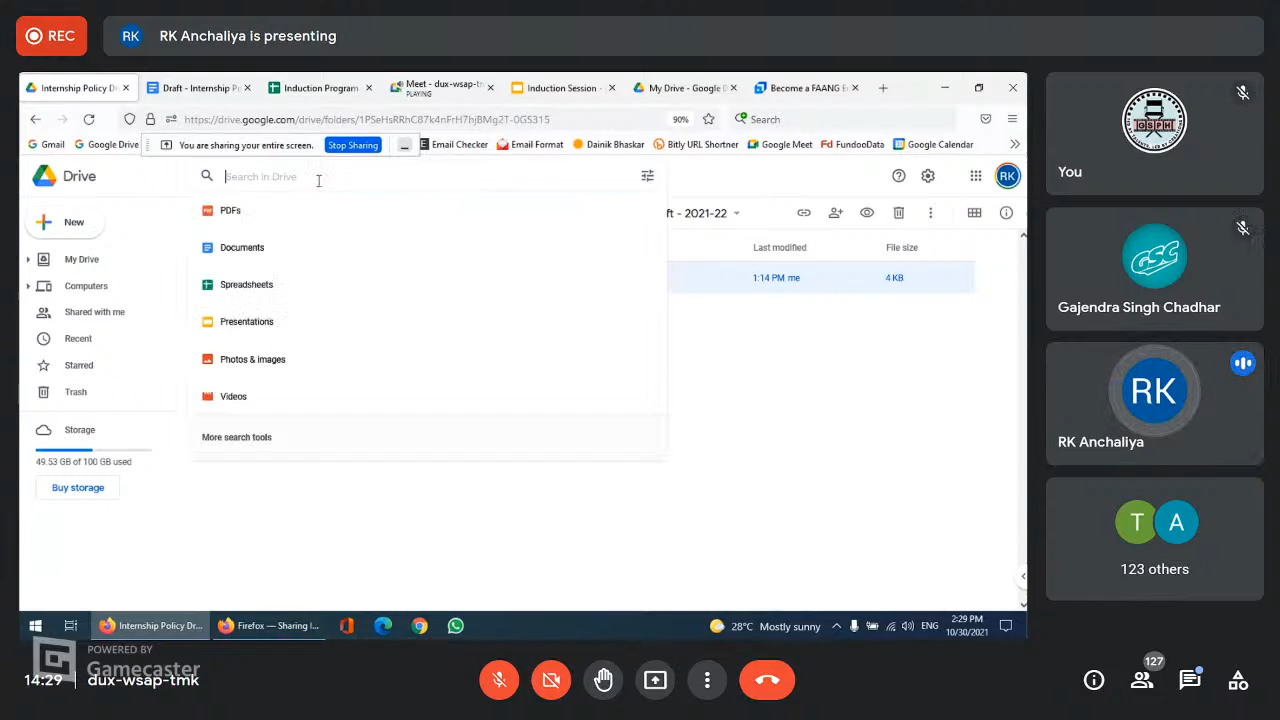 REC
RK
RK Anchaliya is presenting
Internship Policy Dr
Draft - Internship Po
Induction Program
Meet - dux-wsap-tm
PLAYING
Induction Session -
My Drive - Google D
Become a FAANG E
https://drive.google.com/drive/folders/1PSeHsRRhC87k4nFrH7hjBMg2T-0GS315
90%
Search
Gmail
Google Drive
You are sharing your entire screen.
Stop Sharing
Email Checker
Email Format
Dainik Bhaskar
Bitly URL Shortner
Google Meet
FundooData
Google Calendar
Drive
Search in Drive
RK
New
PDFs
ft - 2021-22
My Drive
Documents
Last modified
File size
Computers
Spreadsheets
1:14 PM me
4 KB
Shared with me
Presentations
Recent
Photos & images
Starred
Videos
Trash
More search tools
Storage
49.53 GB of 100 GB used
Buy storage
Internship Policy Dr...
Firefox — Sharing I...
28°C Mostly sunny
ENG
2:29 PM
10/30/2021
You
GSC
Gajendra Singh Chadhar
RK
RK Anchaliya
T
A
123 others
POWERED BY
Gamecaster
14:29
dux-wsap-tmk
127